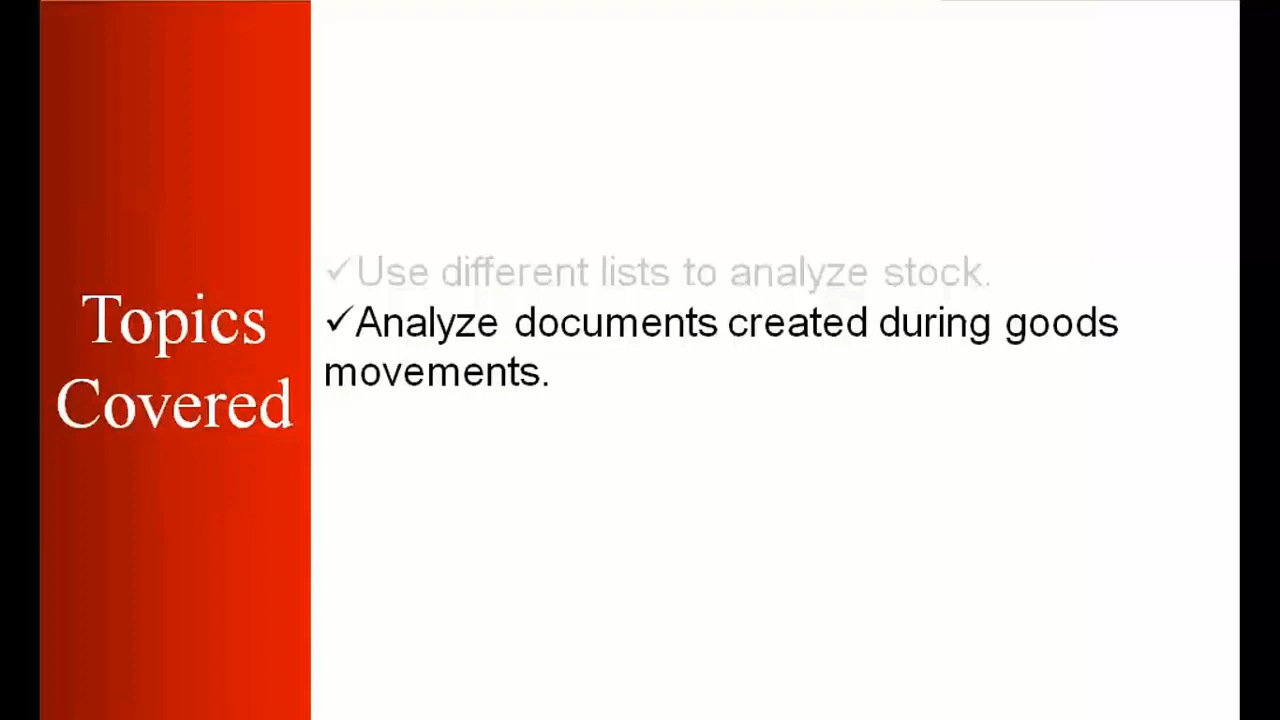 Topics
Covered
✓Use different lists to analyze stock.
✓Analyze documents created during goods
movements.